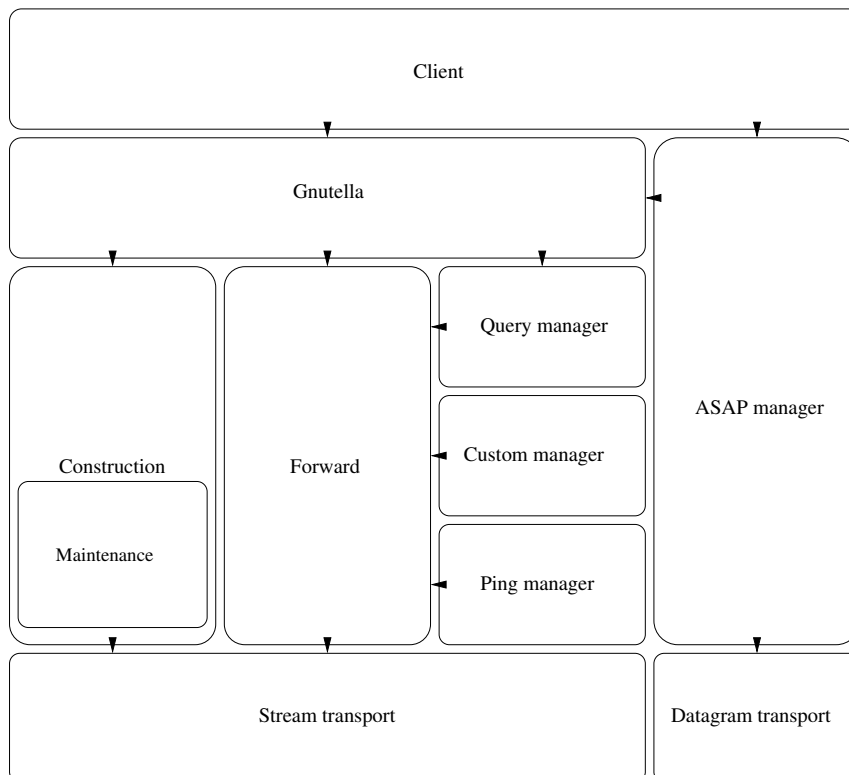 Client
Gnutella
Query manager
ASAP manager
Custom manager
Construction
Forward
Maintenance
Ping manager
Stream transport
Datagram transport